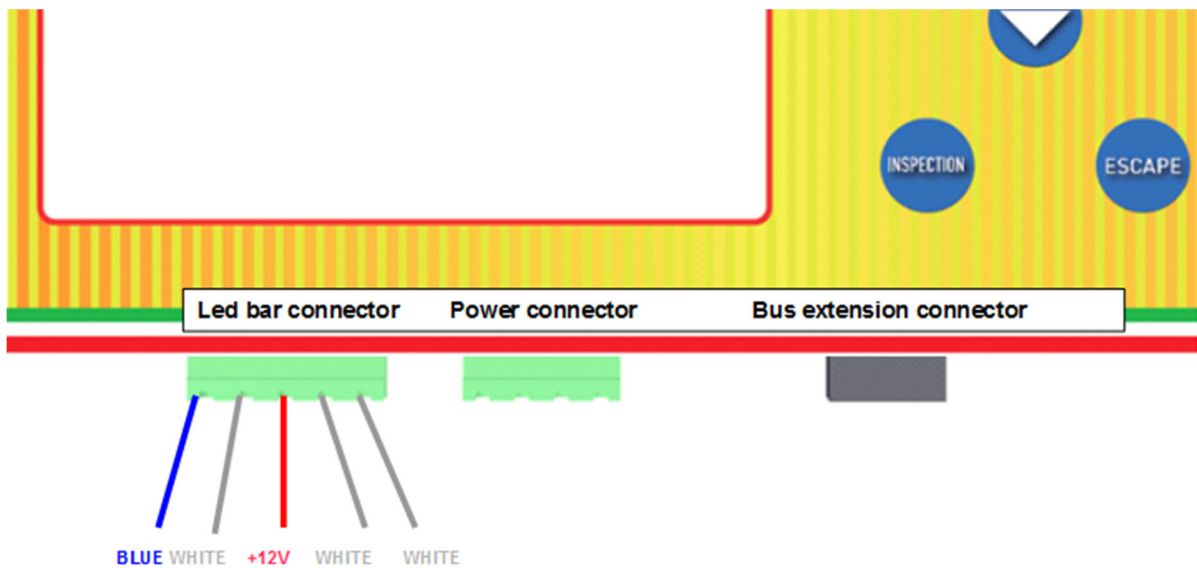 INSPECTION
ESCAPE
Led bar connector Power connector Bus extension connector
BLUE WHITE +12V WHITE WHITE